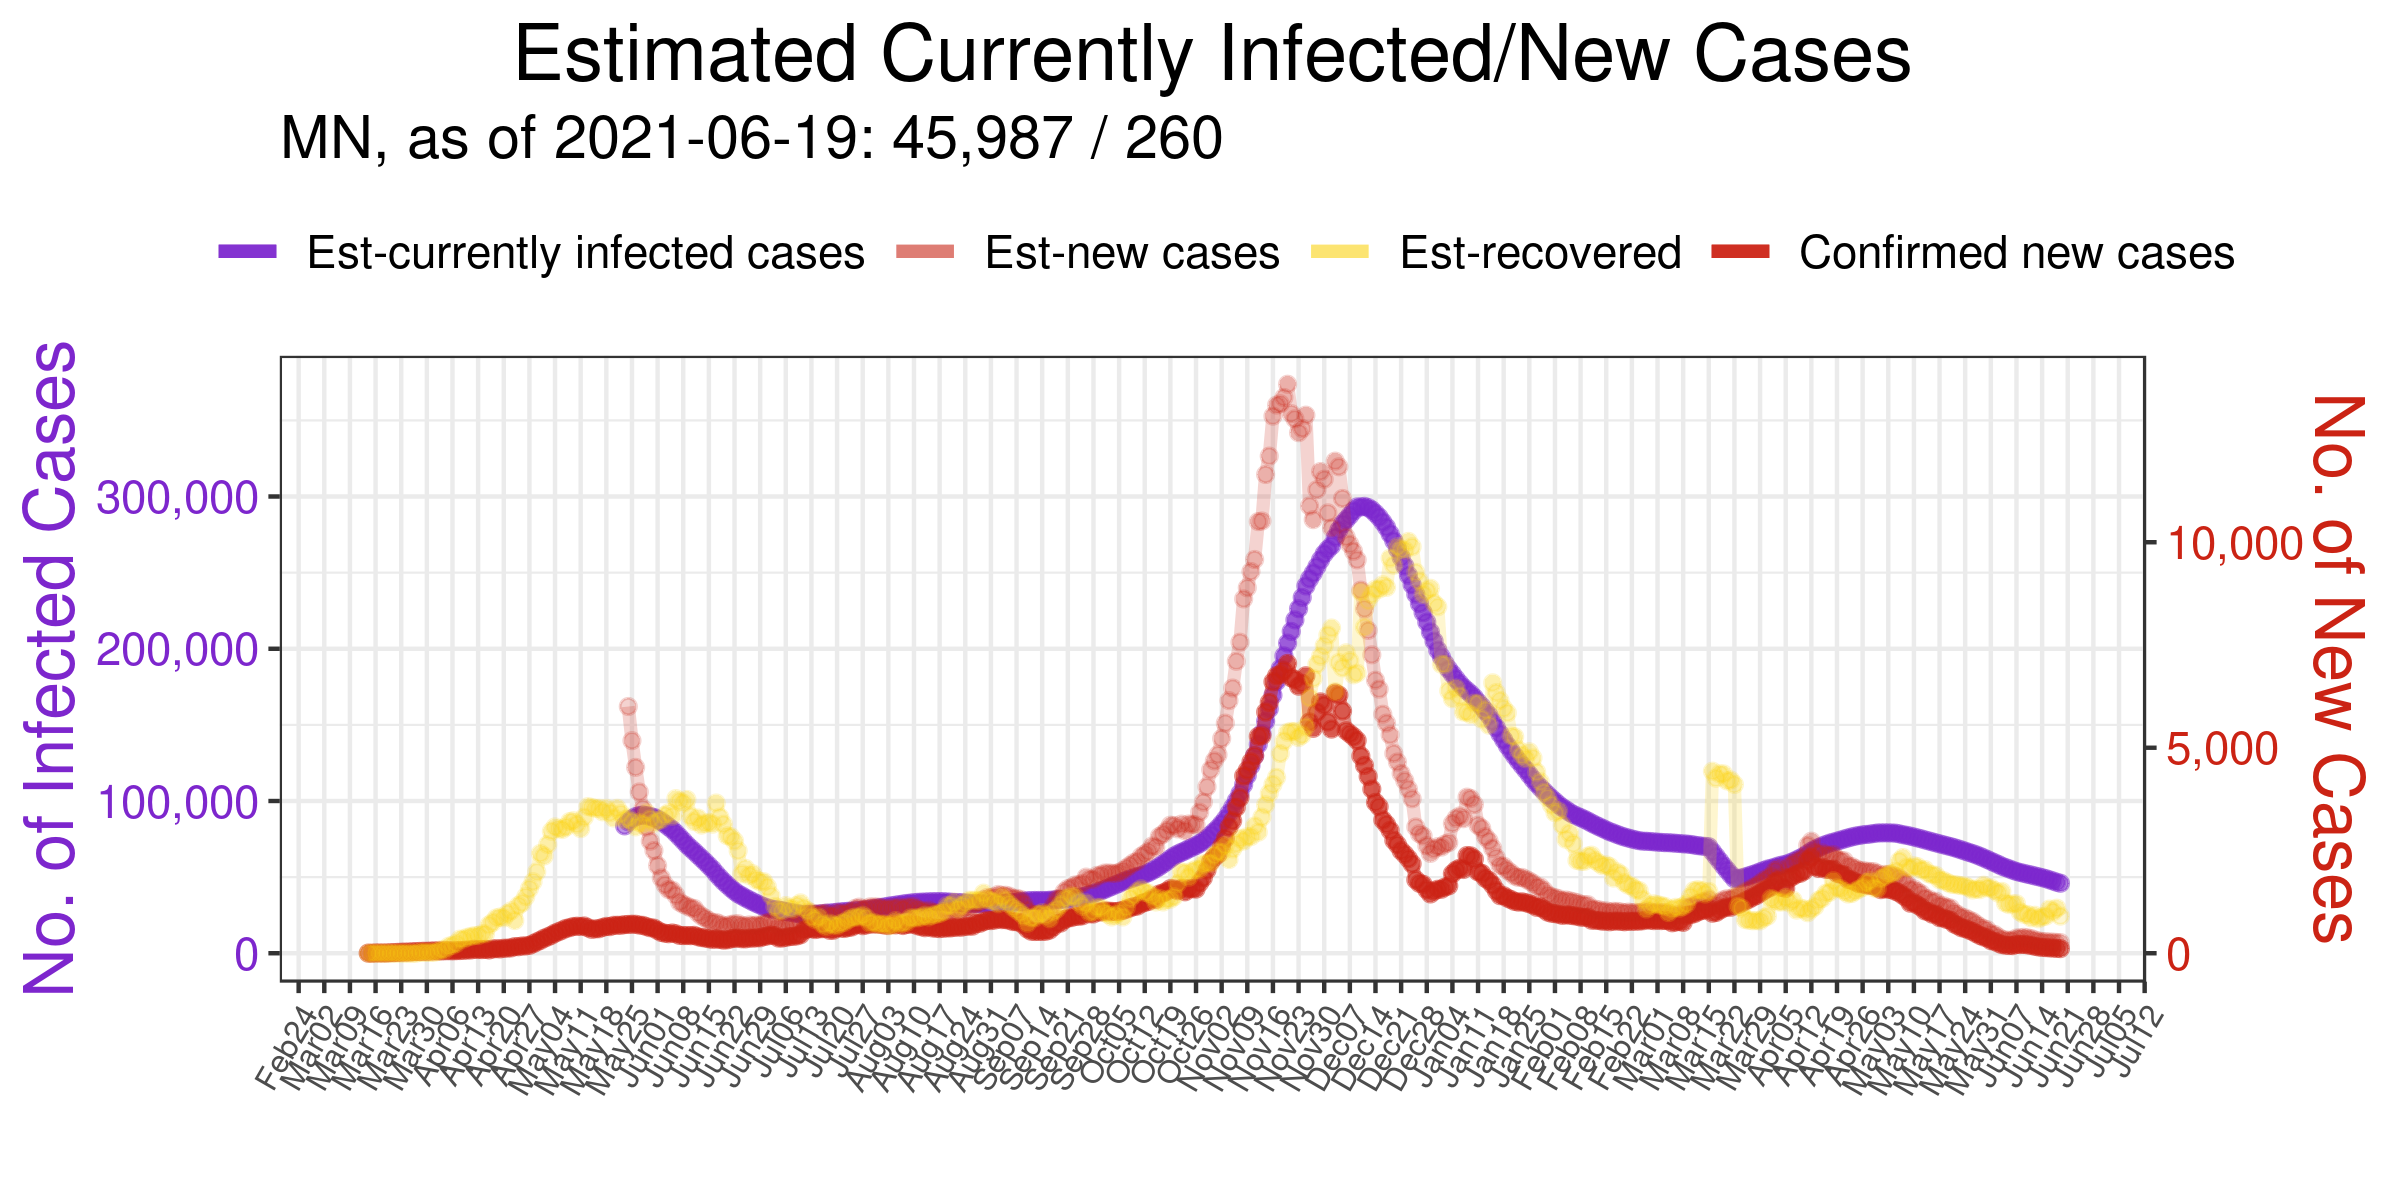 Estimated Currently Infected/New Cases
MN, as of 2021-06-19: 45,987 / 260
Est-currently infected cases
Est-new cases
Est-recovered
Confirmed new cases
No. of Infected Cases
300,000
200,000
100,000
0
No. of New Cases
10,000
5,000
0
Feb24
Mar02
Mar09
Mar16
Mar23
Mar30
Apr06
Apr13
Apr20
Apr27
May04
May11
May18
May25
Jun01
Jun08
Jun15
Jun22
Jun29
Jul06
Jul13
Jul20
Jul27
Aug03
Aug10
Aug17
Aug24
Aug31
Sep07
Sep14
Sep21
Sep28
Oct05
Oct12
Oct19
Oct26
Nov02
Nov09
Nov16
Nov23
Nov30
Dec07
Dec14
Dec21
Dec28
Jan04
Jan11
Jan18
Jan25
Feb01
Feb08
Feb15
Feb22
Mar01
Mar08
Mar15
Mar22
Mar29
Apr05
Apr12
Apr19
Apr26
May03
May10
May17
May24
May31
Jun07
Jun14
Jun21
Jun28
Jul05
Jul12